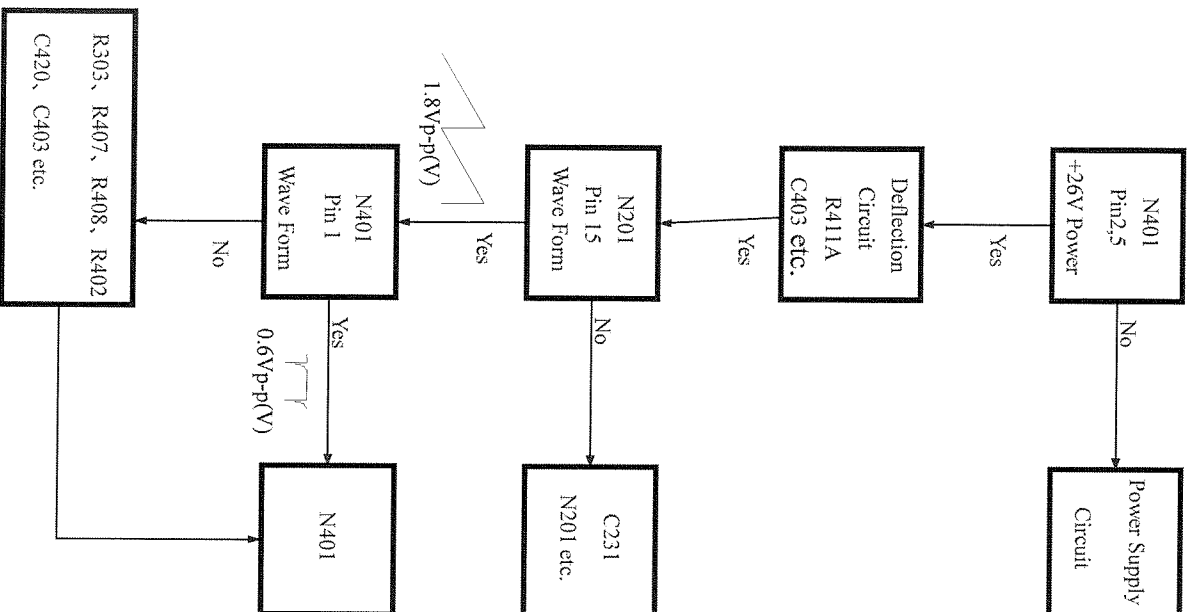 N401
Pin2,5
+26V Power
No
Power Supply
Circuit
Yes
Deflection
Circuit
R411A
C403 etc.
Yes
N201
Pin 15
Wave Form
No
C231
N201 etc.
Yes
1.8Vp-p(V)
N401
Pin 1
Wave Form
Yes
0.6Vp-p(V)
N401
No
R303、R407、R408、R402
C420、C403 etc.